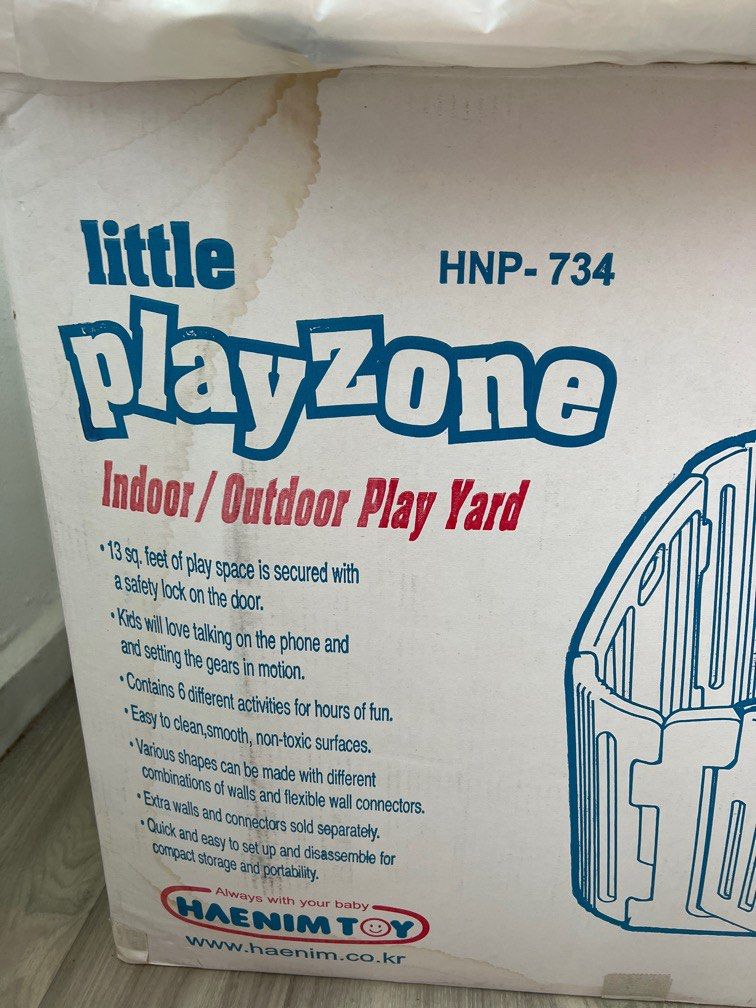 little
HNP- 734
playzone
Indoor / Outdoor Play Yard
• 13 sq. feet of play space is secured with
a safety lock on the door.
• Kids will love talking on the phone and
and setting the gears in motion.
• Contains 6 different activities for hours of fun.
• Easy to clean,smooth, non-toxic surfaces.
• Various shapes can be made with different
combinations of walls and flexible wall connectors.
• Extra walls and connectors sold separately.
• Quick and easy to set up and disassemble for
compact storage and portability.
Always with your baby
HAENIM TOY
www.haenim.co.kr